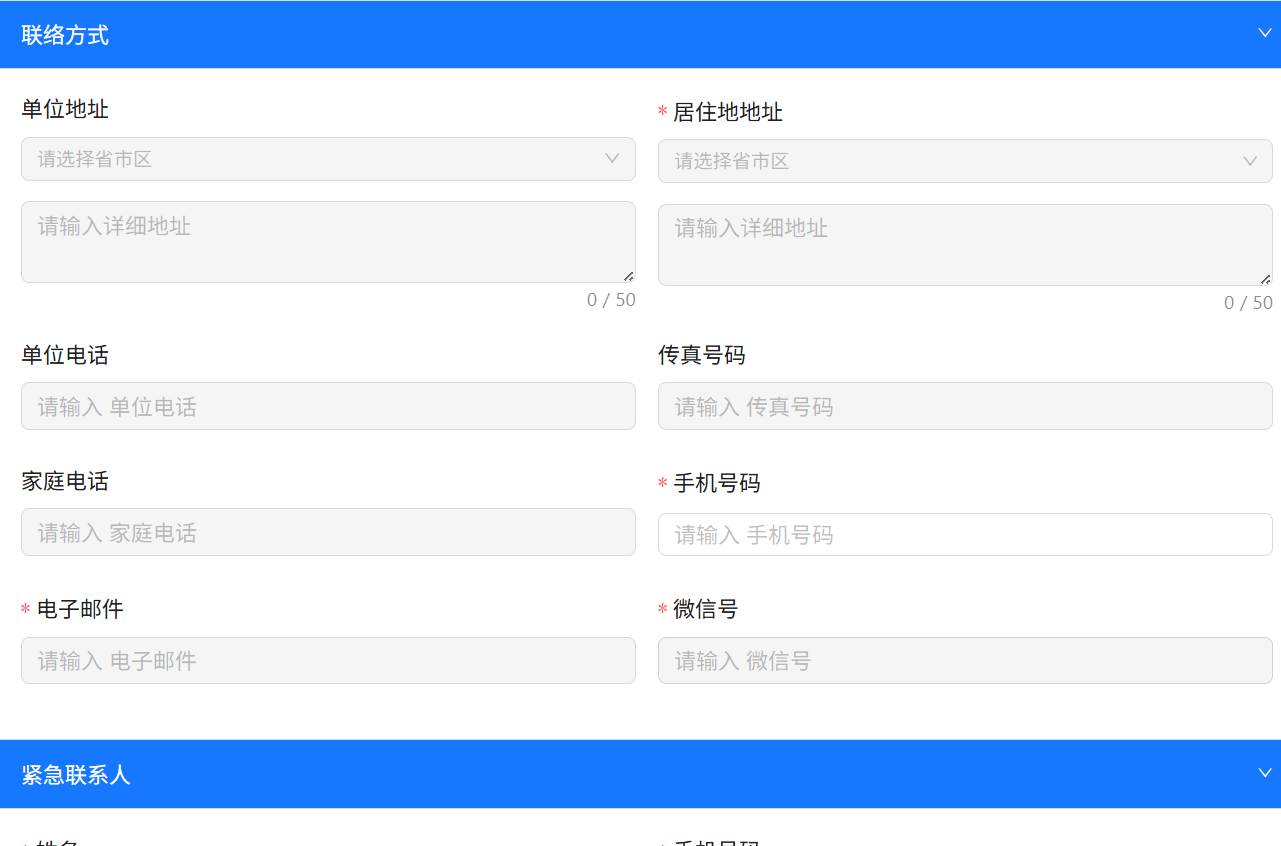 联络方式
单位地址
* 居住地地址
请选择省市区
请选择省市区
请输入详细地址
请输入详细地址
0 / 50
0 / 50
单位电话
传真号码
请输入 单位电话
请输入 传真号码
家庭电话
* 手机号码
请输入 家庭电话
请输入 手机号码
* 电子邮件
* 微信号
请输入 电子邮件
请输入 微信号
紧急联系人